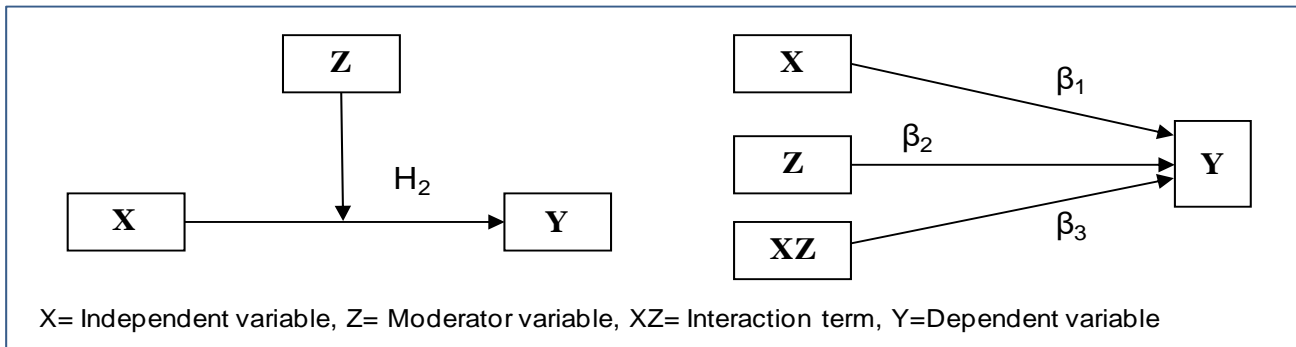 Z
H₂
X
Y
X
β₁
Z
β₂
Y
XZ
β₃
X= Independent variable, Z= Moderator variable, XZ= Interaction term, Y=Dependent variable